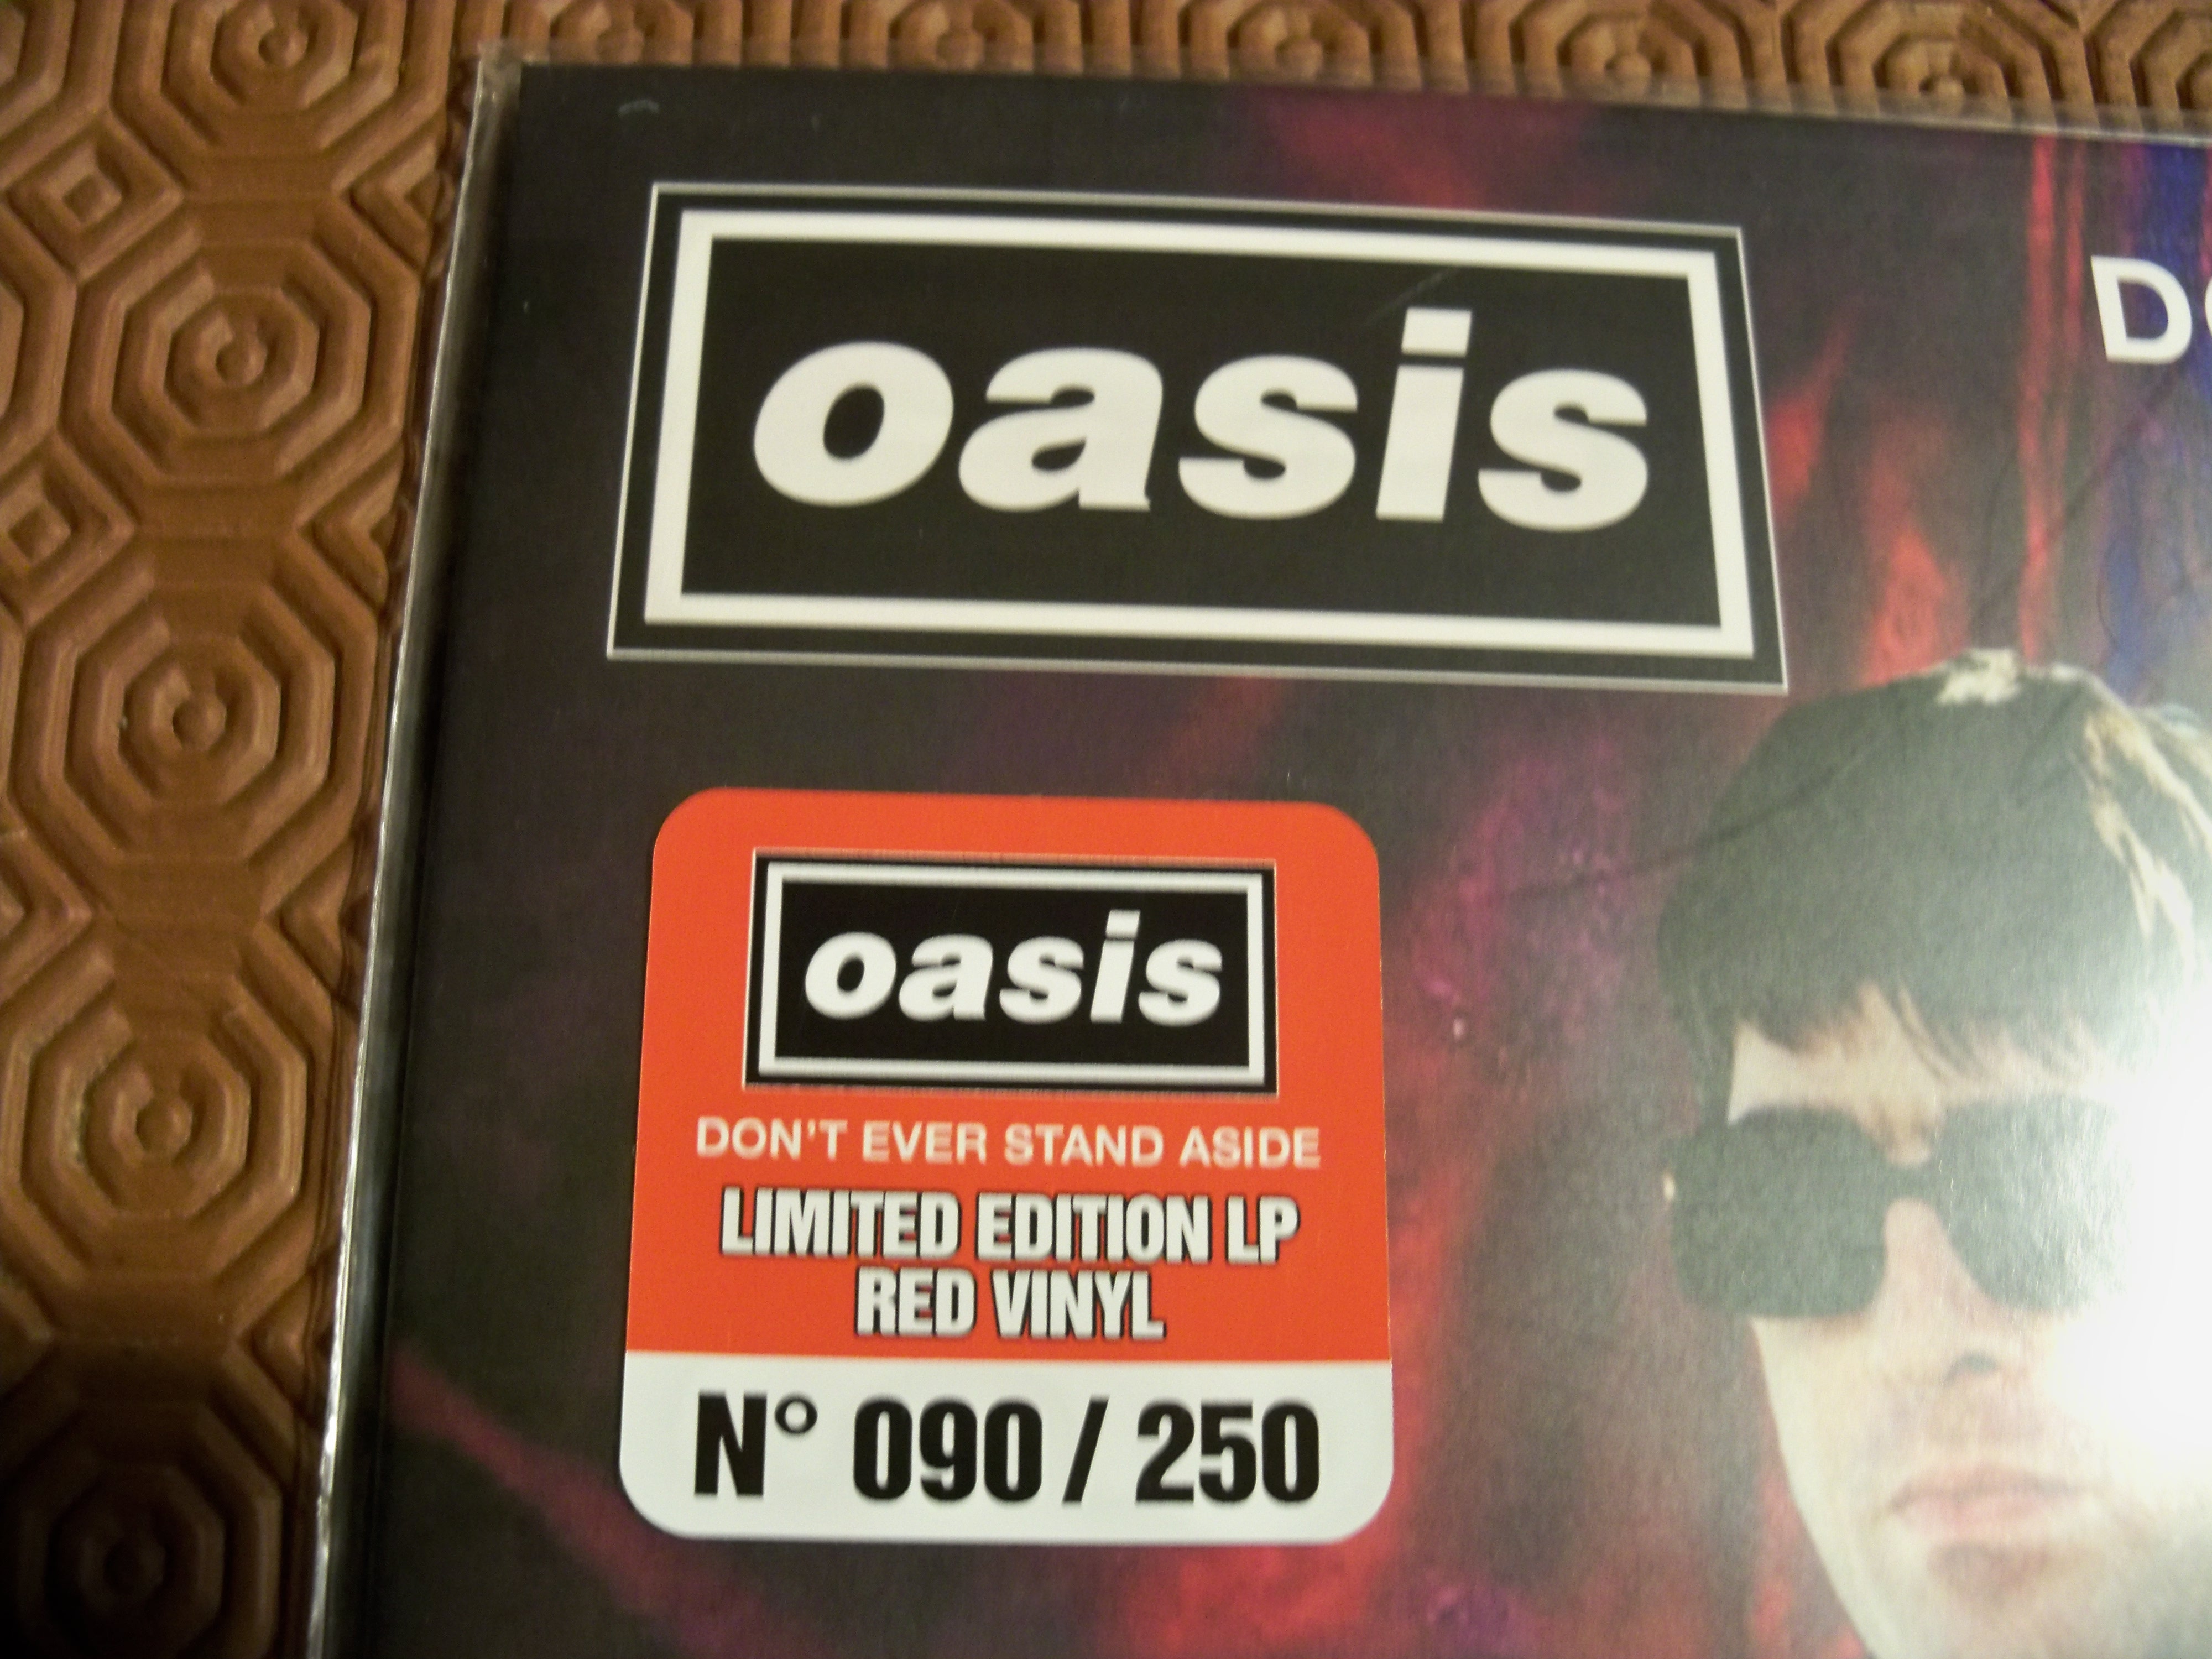 oasis
oasis
DON'T EVER STAND ASIDE
LIMITED EDITION LP
RED VINYL
N° 090 / 250